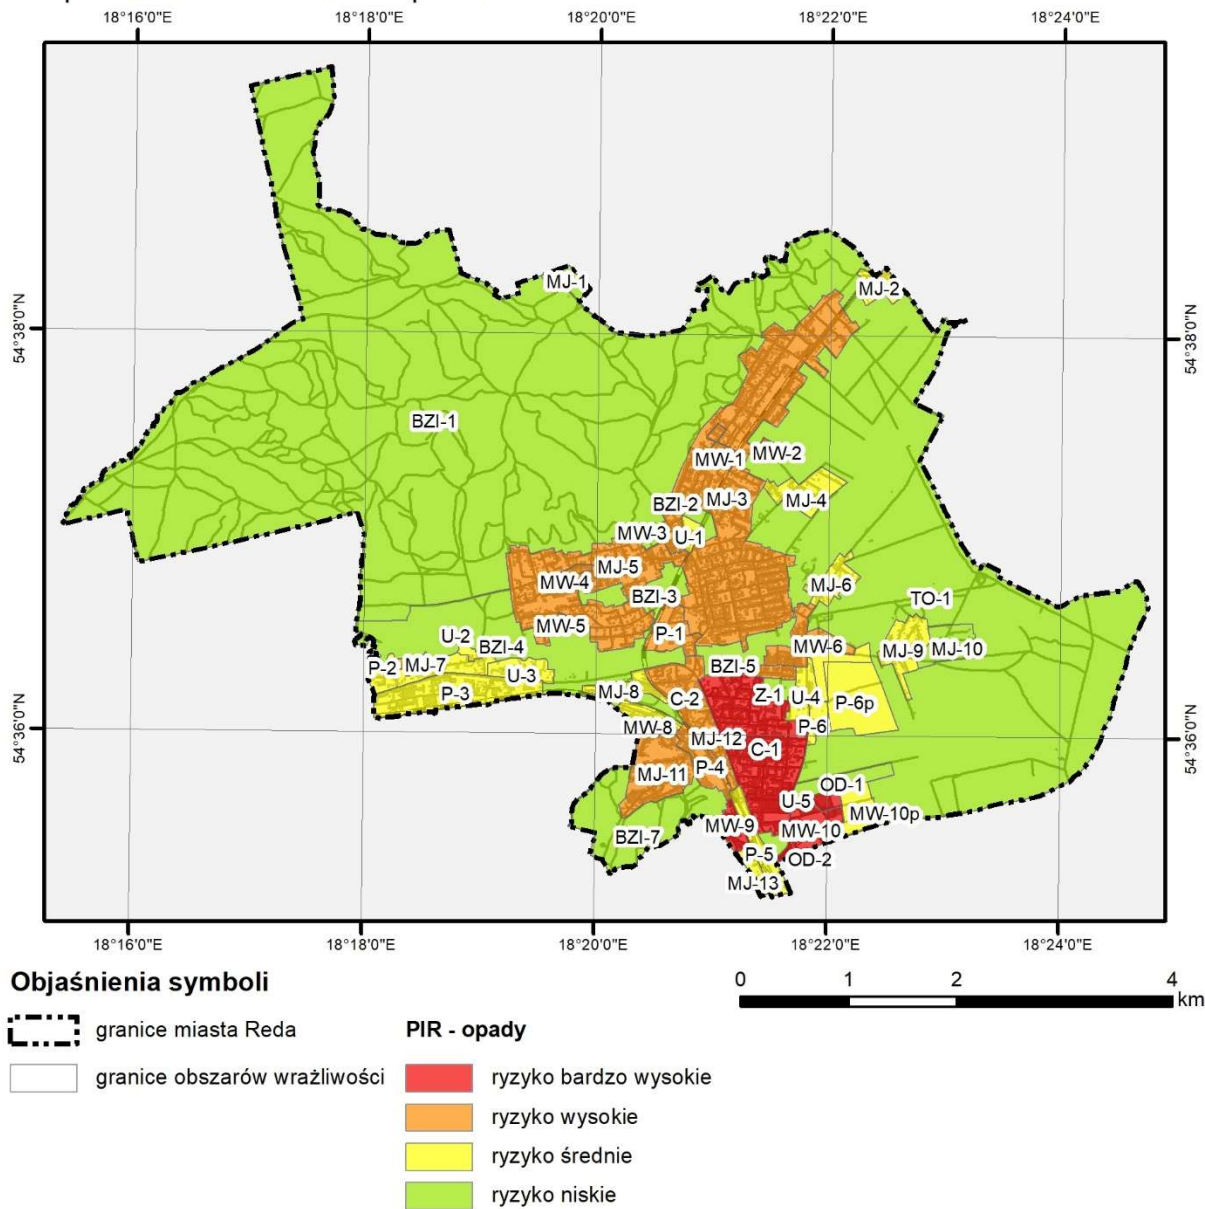 18°16'0"E 18°18'0"E 18°20'0"E 18°22'0"E 18°24'0"E
MJ-1
MJ-2
54°38'0"N
54°38'0"N
BZI-1
MW-1
MW-2
BZI-2
MJ-3
MJ-4
MW-3
U-1
MJ-5
MW-4
MJ-6
BZI-3
TO-1
MW-5
P-1
U-2
BZI-4
MW-6
MJ-9
MJ-10
P-2
MJ-7
BZI-5
U-3
P-3
MJ-8
C-2
Z-1
U-4
P-6p
54°36'0"N
MW-8
P-6
MJ-12
C-1
54°36'0"N
MJ-11
P-4
OD-1
U-5
MW-10p
BZI-7
MW-9
MW-10
P-5
OD-2
MJ-13
18°16'0"E 18°18'0"E 18°20'0"E 18°22'0"E 18°24'0"E
Objaśnienia symboli
0 1 2 4
km
granice miasta Reda
PIR - opady
granice obszarów wrażliwości
ryzyko bardzo wysokie
ryzyko wysokie
ryzyko średnie
ryzyko niskie